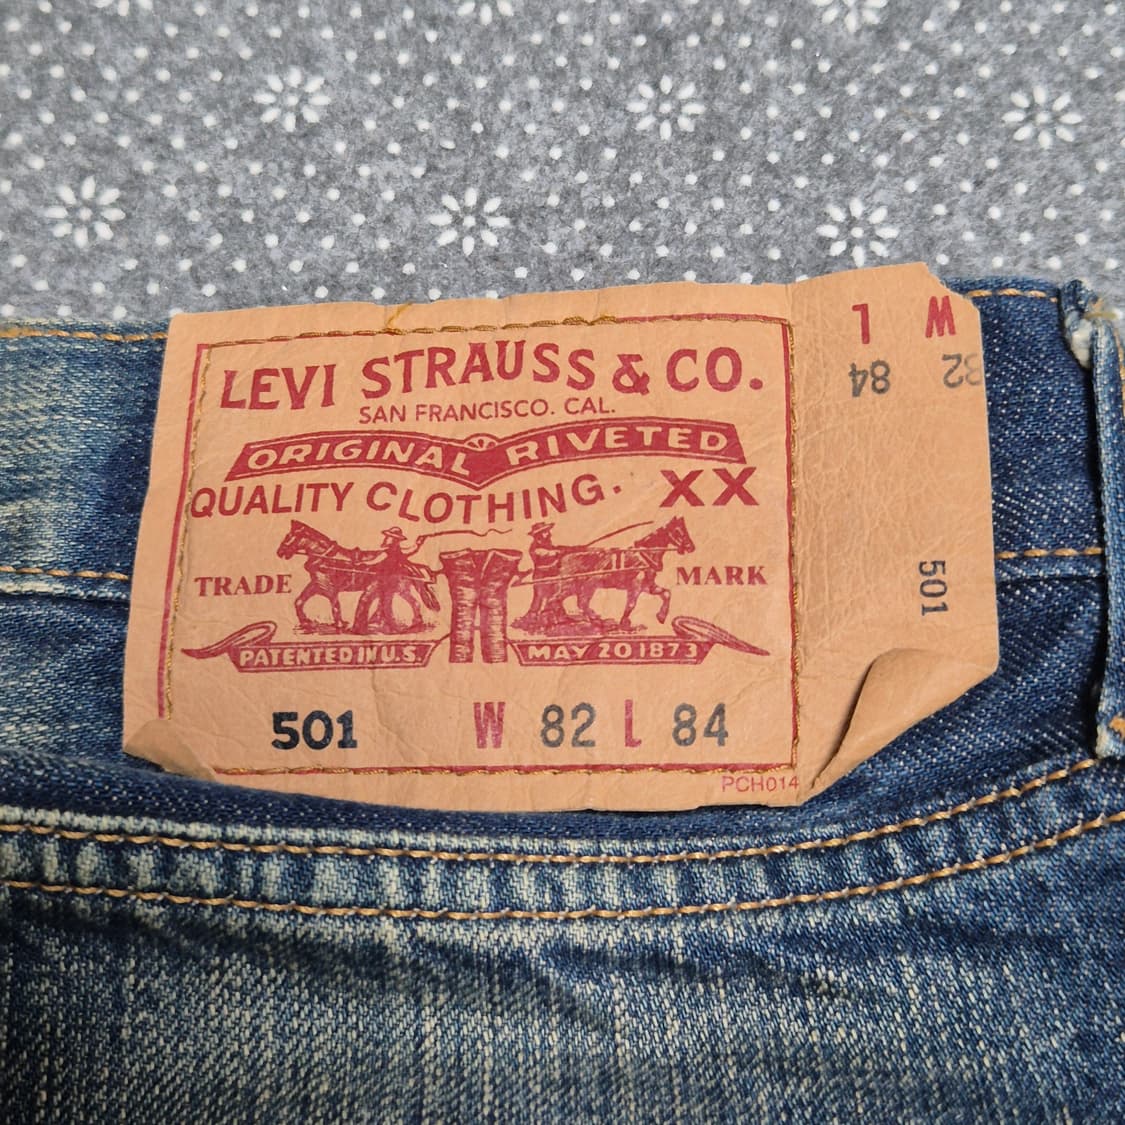 LEVI STRAUSS & CO.
SAN FRANCISCO. CAL.
ORIGINAL RIVETED
QUALITY CLOTHING. XX
TRADE MARK
PATENTED IN U.S. MAY 20 1873
501 W 82 L 84
PCH014
W L
32 84
501